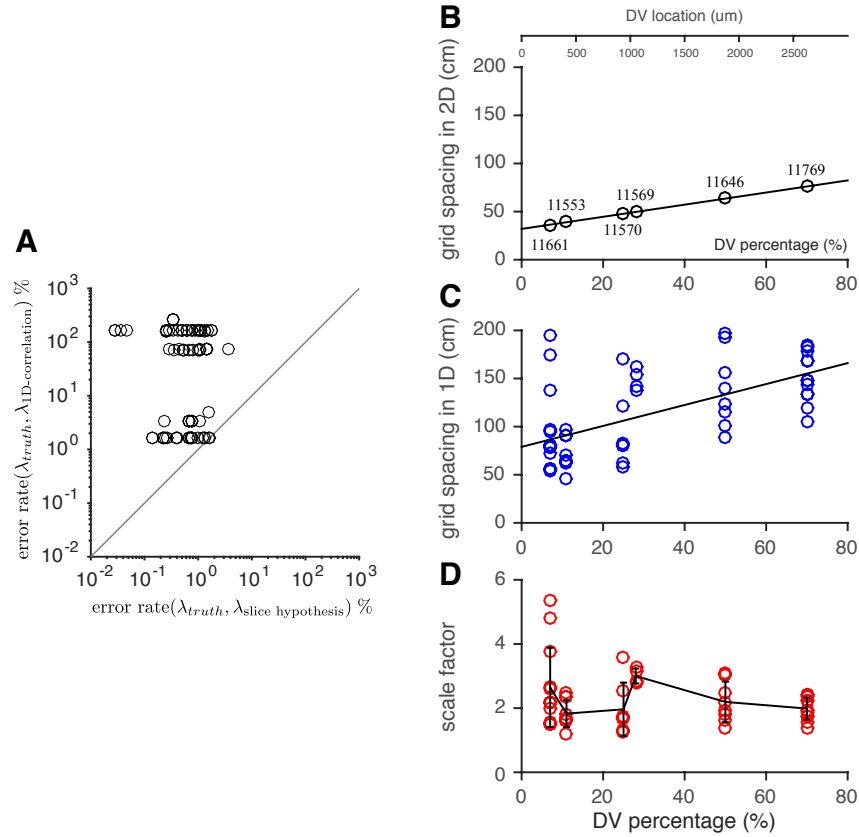 A
error rate(λtruth, λ1D-correlation) %
10^3
10^2
10^1
10^0
10^-1
10^-2
10^-2
10^-1
10^0
10^1
10^2
10^3
error rate(λtruth, λslice hypothesis) %
B
DV location (um)
0 500 1000 1500 2000 2500
grid spacing in 2D (cm)
200
150
100
50
0
11661
11553
11570
11569
11646
11769
DV percentage (%)
0 20 40 60 80
C
grid spacing in 1D (cm)
200
150
100
50
0
0 20 40 60 80
D
scale factor
6
4
2
0
0 20 40 60 80
DV percentage (%)